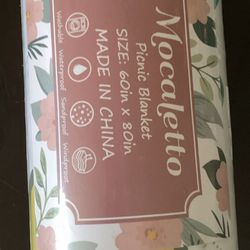 Mocaletto
Picnic Blanket
SIZE: 60in x 80in
MADE IN CHINA
Washable Waterproof Sandproof Windproof